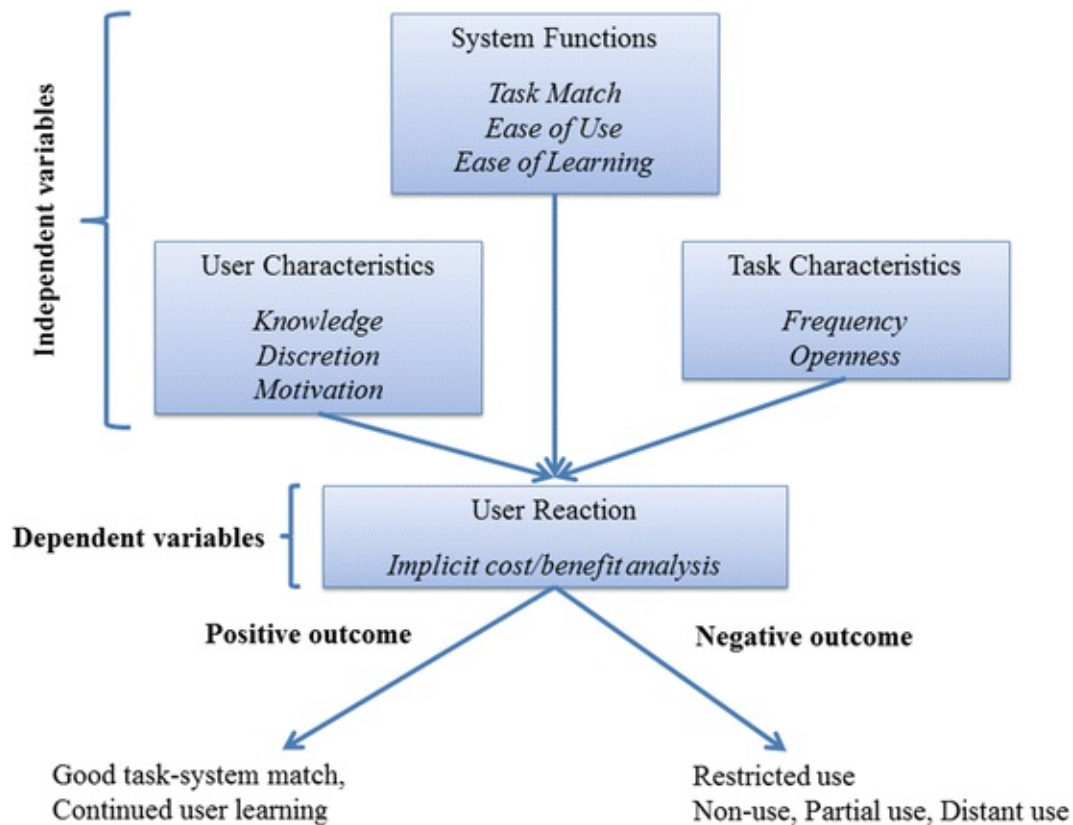 System Functions
Task Match
Ease of Use
Ease of Learning
Independent variables
User Characteristics
Knowledge
Discretion
Motivation
Task Characteristics
Frequency
Openness
Dependent variables
User Reaction
Implicit cost/benefit analysis
Positive outcome
Negative outcome
Good task-system match,
Continued user learning
Restricted use
Non-use, Partial use, Distant use